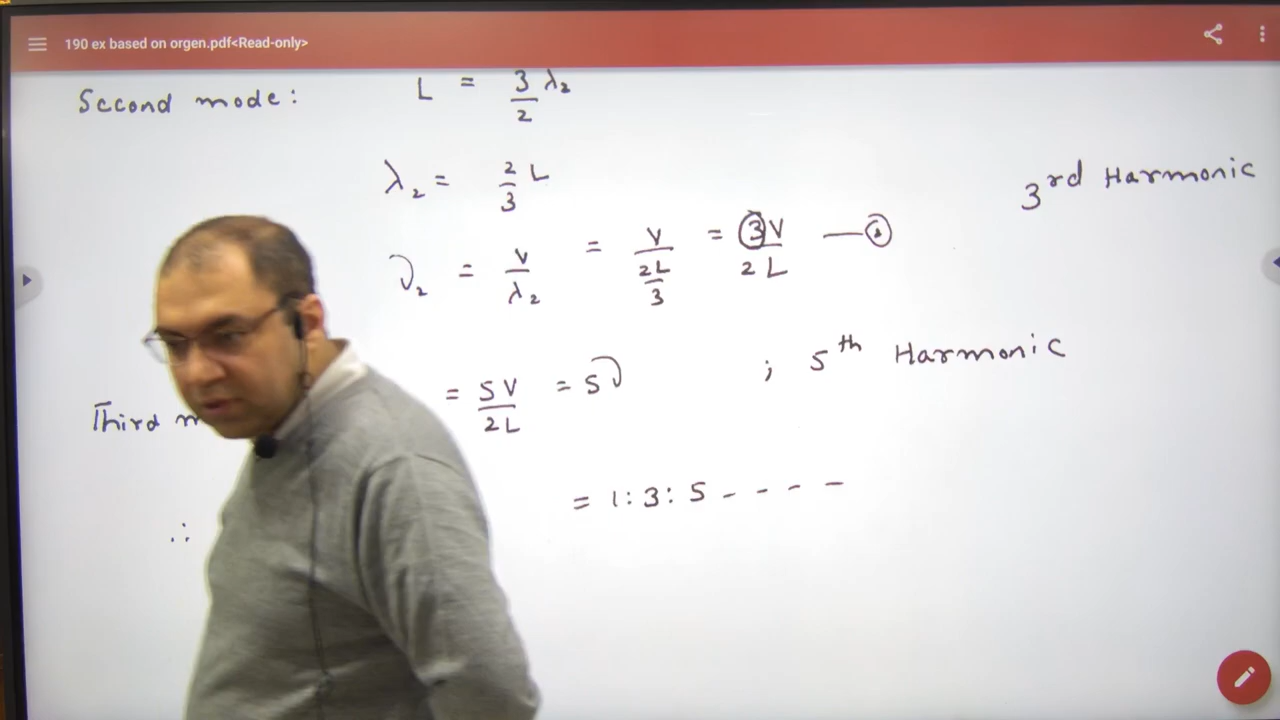 190 ex based on orgen.pdf<Read-only>
Second mode: L = 3/2 λ₂
λ₂ = 2/3 L
3rd Harmonic
ν₂ = V/λ₂ = V/(2L/3) = 3V/2L —
Third = 5V/2L = 5ν ; 5th Harmonic
∴ = 1:3:5 - - - -